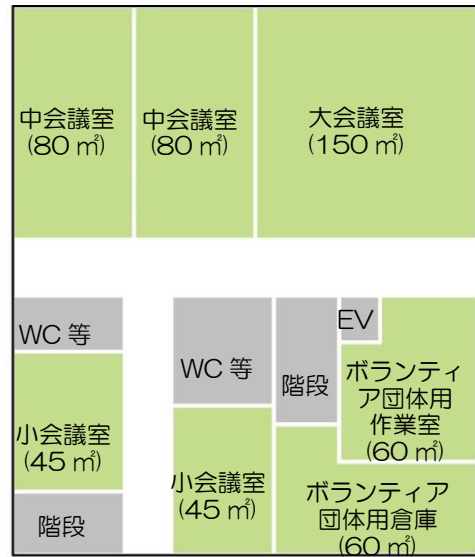 中会議室
(80 ㎡)
中会議室
(80 ㎡)
大会議室
(150 ㎡)
WC 等
小会議室
(45 ㎡)
階段
WC 等
小会議室
(45 ㎡)
階段
EV
ボランティ
ア団体用
作業室
(60 ㎡)
ボランティア
団体用倉庫
(60 ㎡)